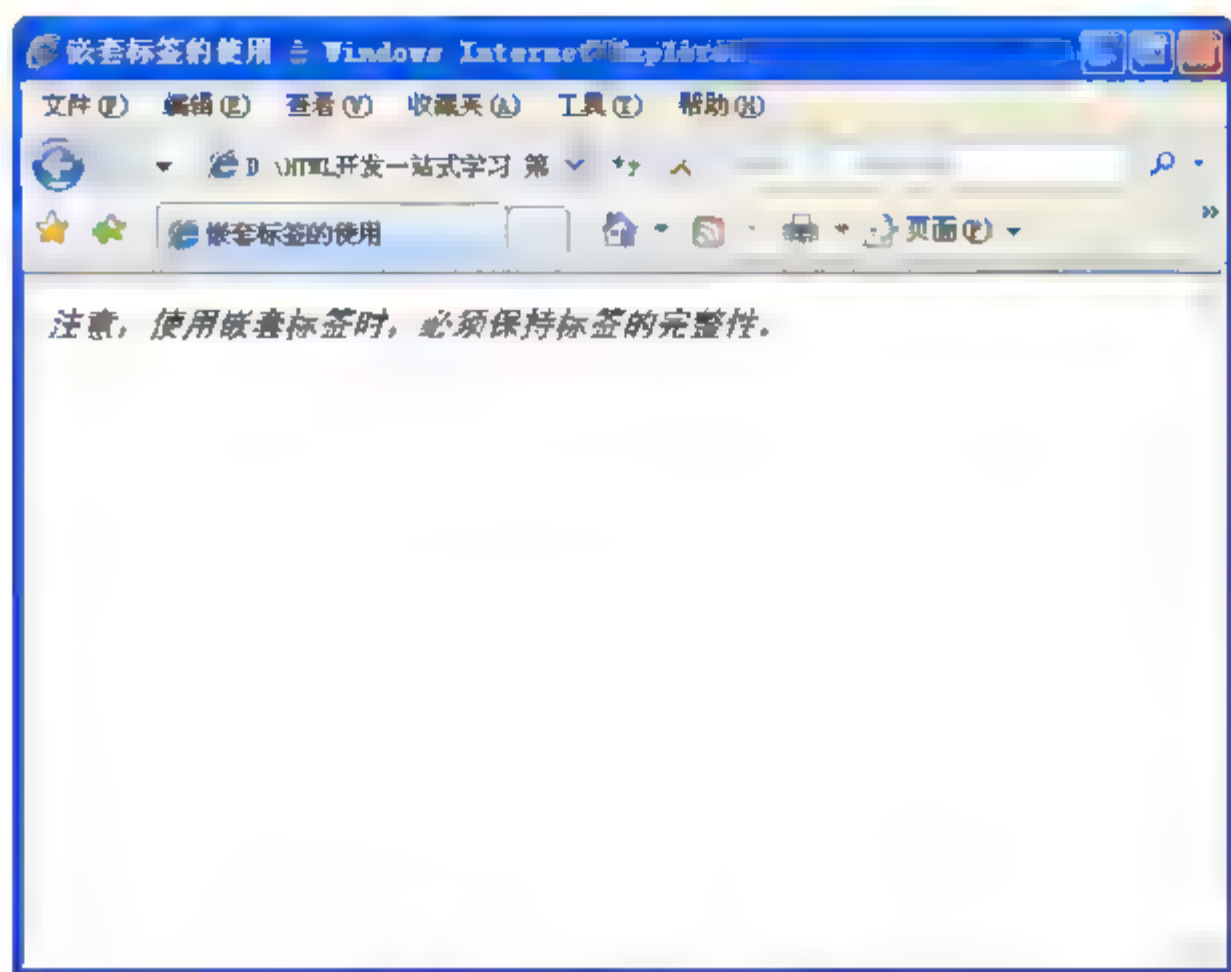 嵌套标签的使用 - Windows Internet Explorer
文件(F) 编辑(E) 查看(V) 收藏夹(A) 工具(T) 帮助(H)
D \HTML开发一站式学习 第
嵌套标签的使用
页面(P)
注意，使用嵌套标签时，必须保持标签的完整性。